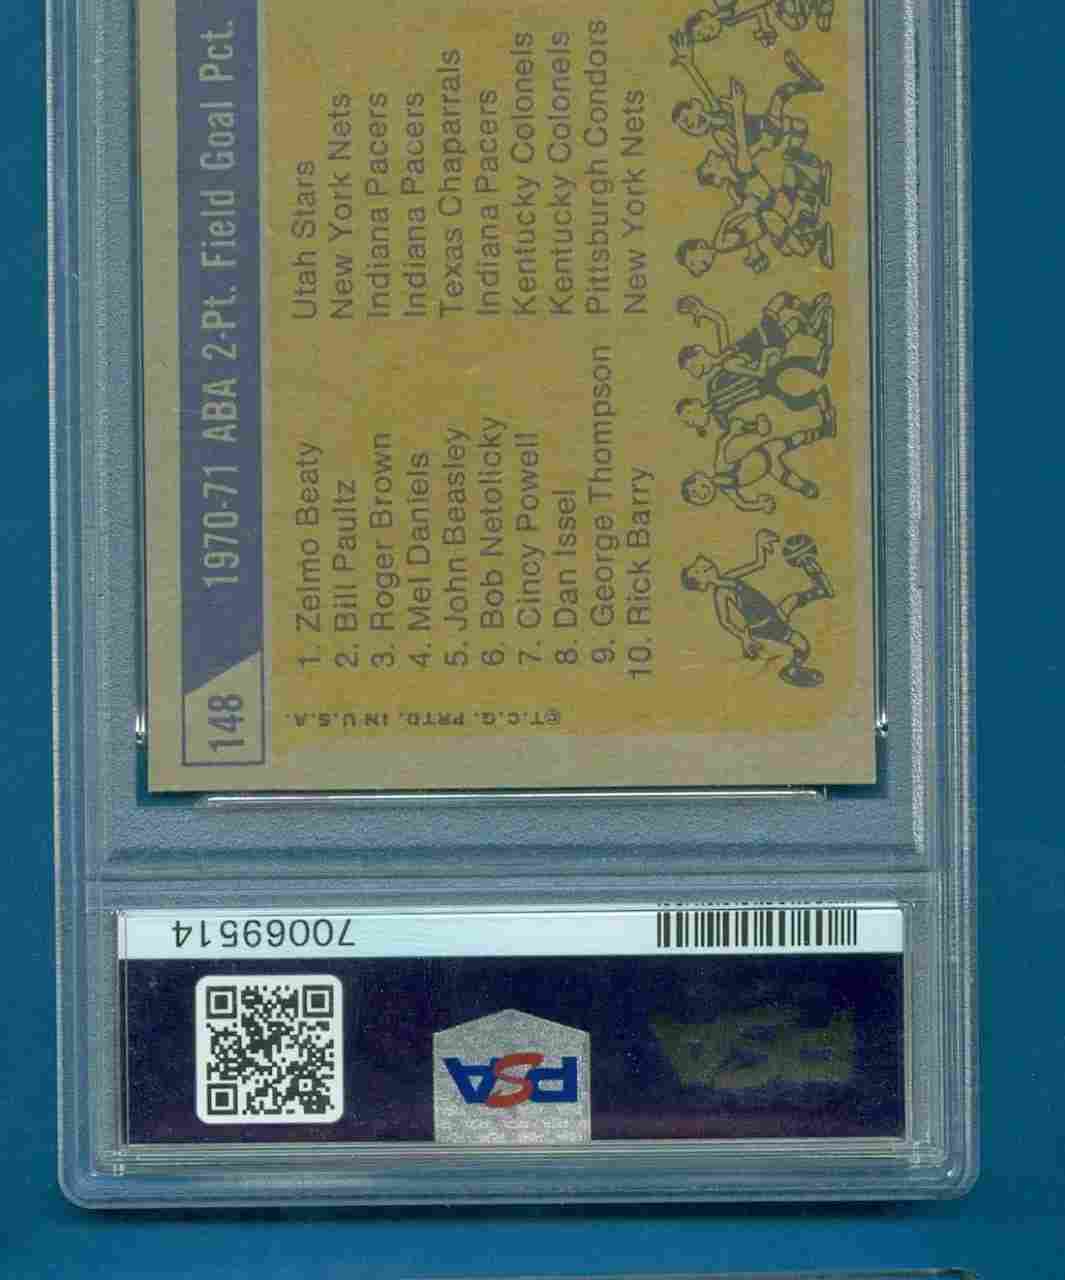 148
1970-71 ABA 2-Pt. Field Goal Pct.
1. Zelmo Beaty Utah Stars
2. Bill Paultz New York Nets
3. Roger Brown Indiana Pacers
4. Mel Daniels Indiana Pacers
5. John Beasley Texas Chaparrals
6. Bob Netolicky Indiana Pacers
7. Cincy Powell Kentucky Colonels
8. Dan Issel Kentucky Colonels
9. George Thompson Pittsburgh Condors
10. Rick Barry New York Nets
©T.C.G. PRTD. IN U.S.A.
70069514
PSA
PSA